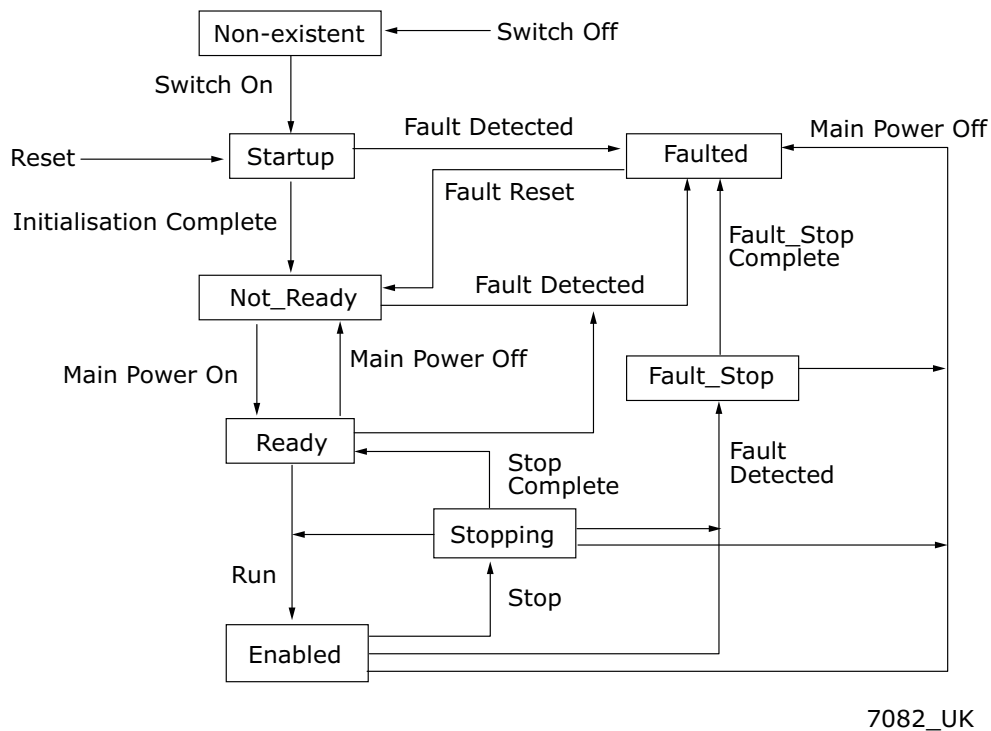 Non-existent
Switch Off
Switch On
Fault Detected
Main Power Off
Reset
Startup
Faulted
Fault Reset
Initialisation Complete
Fault_Stop
Complete
Not_Ready
Fault Detected
Main Power On
Main Power Off
Fault_Stop
Ready
Stop
Complete
Fault
Detected
Stopping
Run
Stop
Enabled
7082_UK